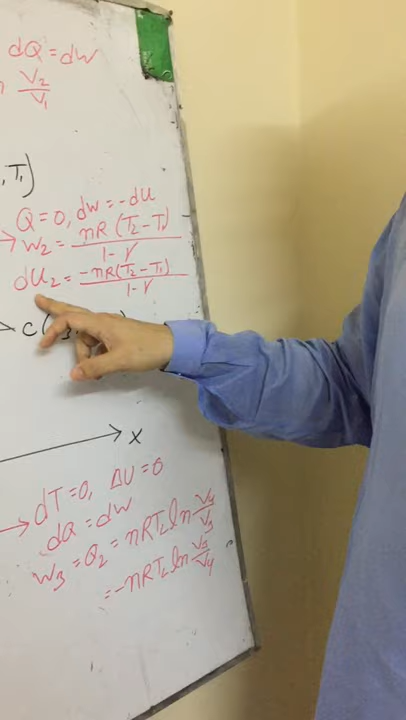 dQ = dW
n V₂/V₁
, T₁)
Q = 0, dW = -dU
→ W₂ = nR (T₂ - T₁) / 1 - γ
dU₂ = -nR(T₂ - T₁) / 1 - γ
C(
x
→ dT = 0, ΔU = 0
dQ = dW
W₃ = Q₂ = nRT₂ ln V₄/V₃
= -nRT₂ ln V₃/V₄